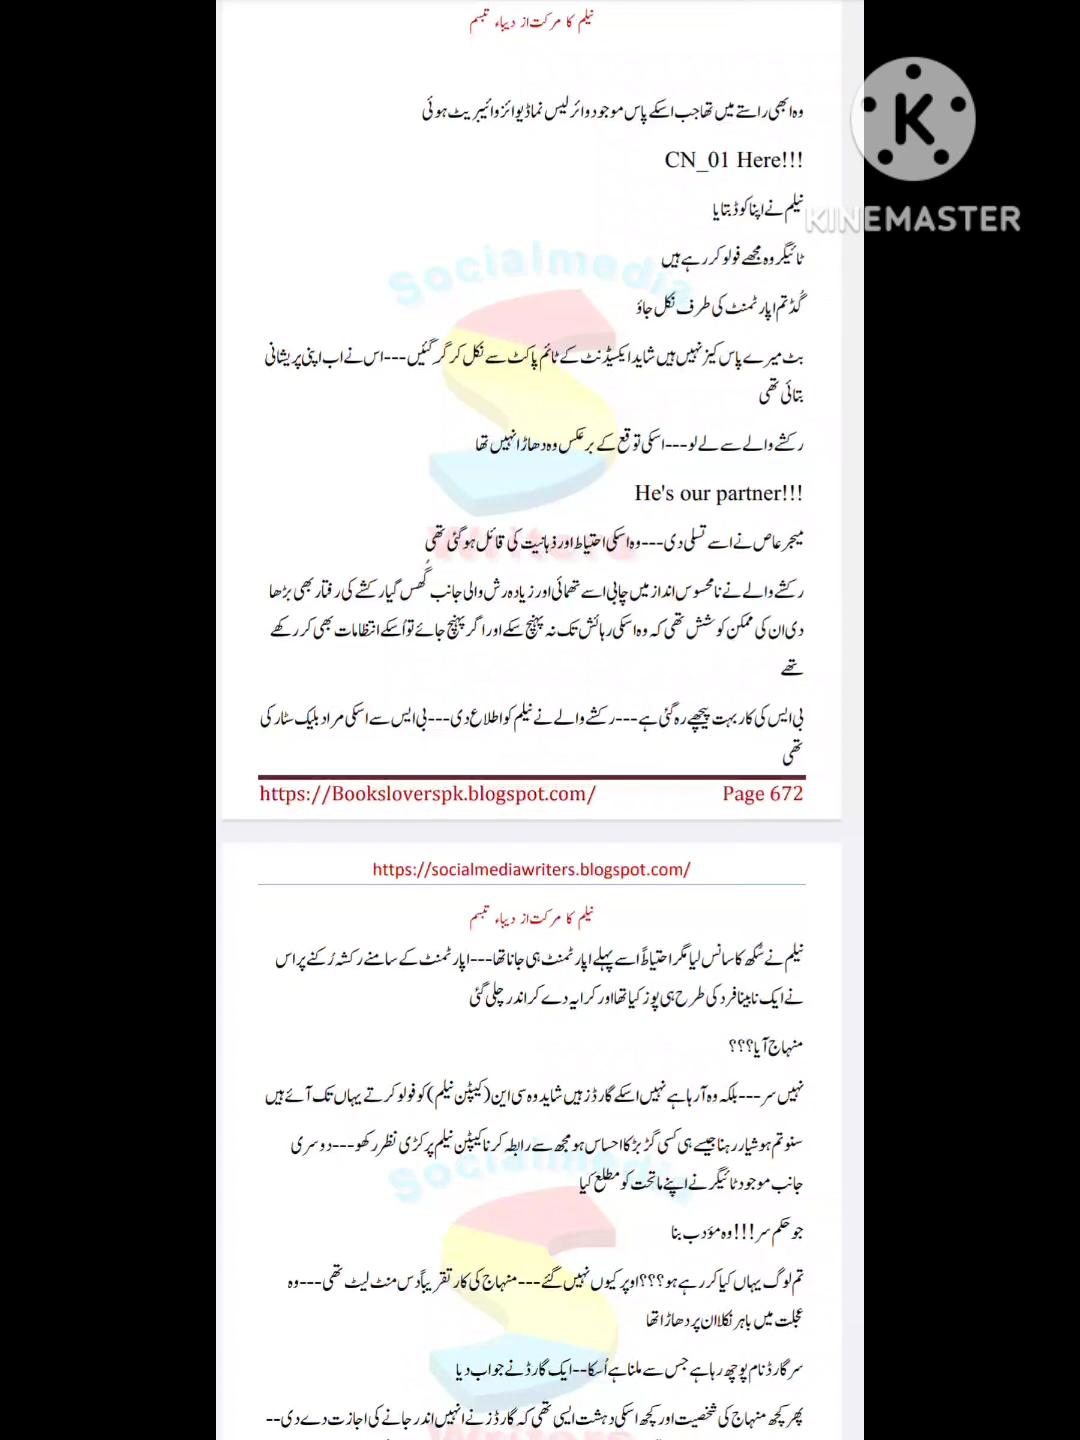 نیلم کا مرکت از دیباء تبسم
وہ ابھی راستے میں تھا جب اسکے پاس موجود وائرلیس نما ڈیوائز وائیبریٹ ہوئی
CN_01 Here!!!
نیلم نے اپنا کوڈ بتایا
KINEMASTER
ٹائیگر وہ مجھے فولو کر رہے ہیں
Socialmedia
گُڈ تم اپارٹمنٹ کی طرف نکل جاؤ
بٹ میرے پاس کیز نہیں ہیں شاید ایکسیڈنٹ کے ٹائم پاکٹ سے نکل کر گر گئیں---اس نے اب اپنی پریشانی
بتائی تھی
رکشے والے سے لے لو---اسکی توقع کے برعکس وہ دھاڑا نہیں تھا
He's our partner!!!
میجر عاص نے اسے تسلی دی---وہ اسکی احتیاط اور ذہانیت کی قائل ہو گئی تھی
Writers
رکشے والے نے نا محسوس انداز میں چابی اسے تھمائی اور زیادہ رش والی جانب گُھس گیا رکشے کی رفتار بھی بڑھا
دی ان کی ممکن کوشش تھی کہ وہ اسکی رہائش تک نہ پہنچ سکے اور اگر پہنچ جائے تو اُسکے انتظامات بھی کر رکھے
تھے
بی ایس کی کار بہت پیچھے رہ گئی ہے---رکشے والے نے نیلم کو اطلاع دی---بی ایس سے اسکی مراد بلیک سٹار کی
تھی
https://Booksloverspk.blogspot.com/ Page 672
https://socialmediawriters.blogspot.com/
نیلم کا مرکت از دیباء تبسم
نیلم نے سُکھ کا سانس لیا مگر احتیاطاً اسے پہلے اپارٹمنٹ ہی جانا تھا---اپارٹمنٹ کے سامنے رکشہ رُکنے پر اس
نے ایک نابینا فرد کی طرح ہی پوز کیا تھا اور کرایہ دے کر اندر چلی گئی
منہاج آیا؟؟؟
نہیں سر---بلکہ وہ آ رہا ہے نہیں اسکے گارڈز ہیں شاید وہ سی این (کیپٹن نیلم) کو فولو کرتے یہاں تک آئے ہیں
سنو تم ہوشیار رہنا جیسے ہی کسی گڑبڑ کا احساس ہو مجھ سے رابطہ کرنا کیپٹن نیلم پر کڑی نظر رکھو---دوسری
Socialmedia
جانب موجود ٹائیگر نے اپنے ماتحت کو مطلع کیا
جو حکم سر!!! وہ مؤدب بنا
تم لوگ یہاں کیا کر رہے ہو؟؟؟ اوپر کیوں نہیں گئے---منہاج کی کار تقریباً دس منٹ لیٹ تھی---وہ
عجلت میں باہر نکلا ان پر دھاڑا تھا
سر گارڈ نام پوچھ رہا ہے جس سے ملنا ہے اُسکا--ایک گارڈ نے جواب دیا
پھر کچھ منہاج کی شخصیت اور کچھ اسکی دہشت ایسی تھی کہ گارڈز نے انہیں اندر جانے کی اجازت دے دی--
Writers